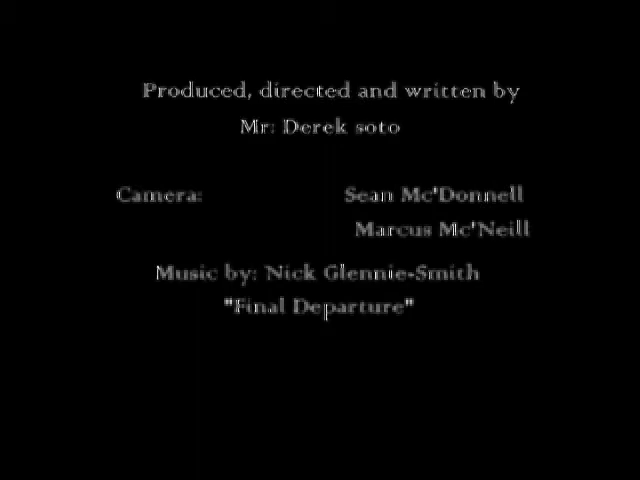 Produced, directed and written by
Mr: Derek soto
Camera: Sean Mc'Donnell
Marcus Mc'Neill
Music by: Nick Glennie-Smith
"Final Departure"